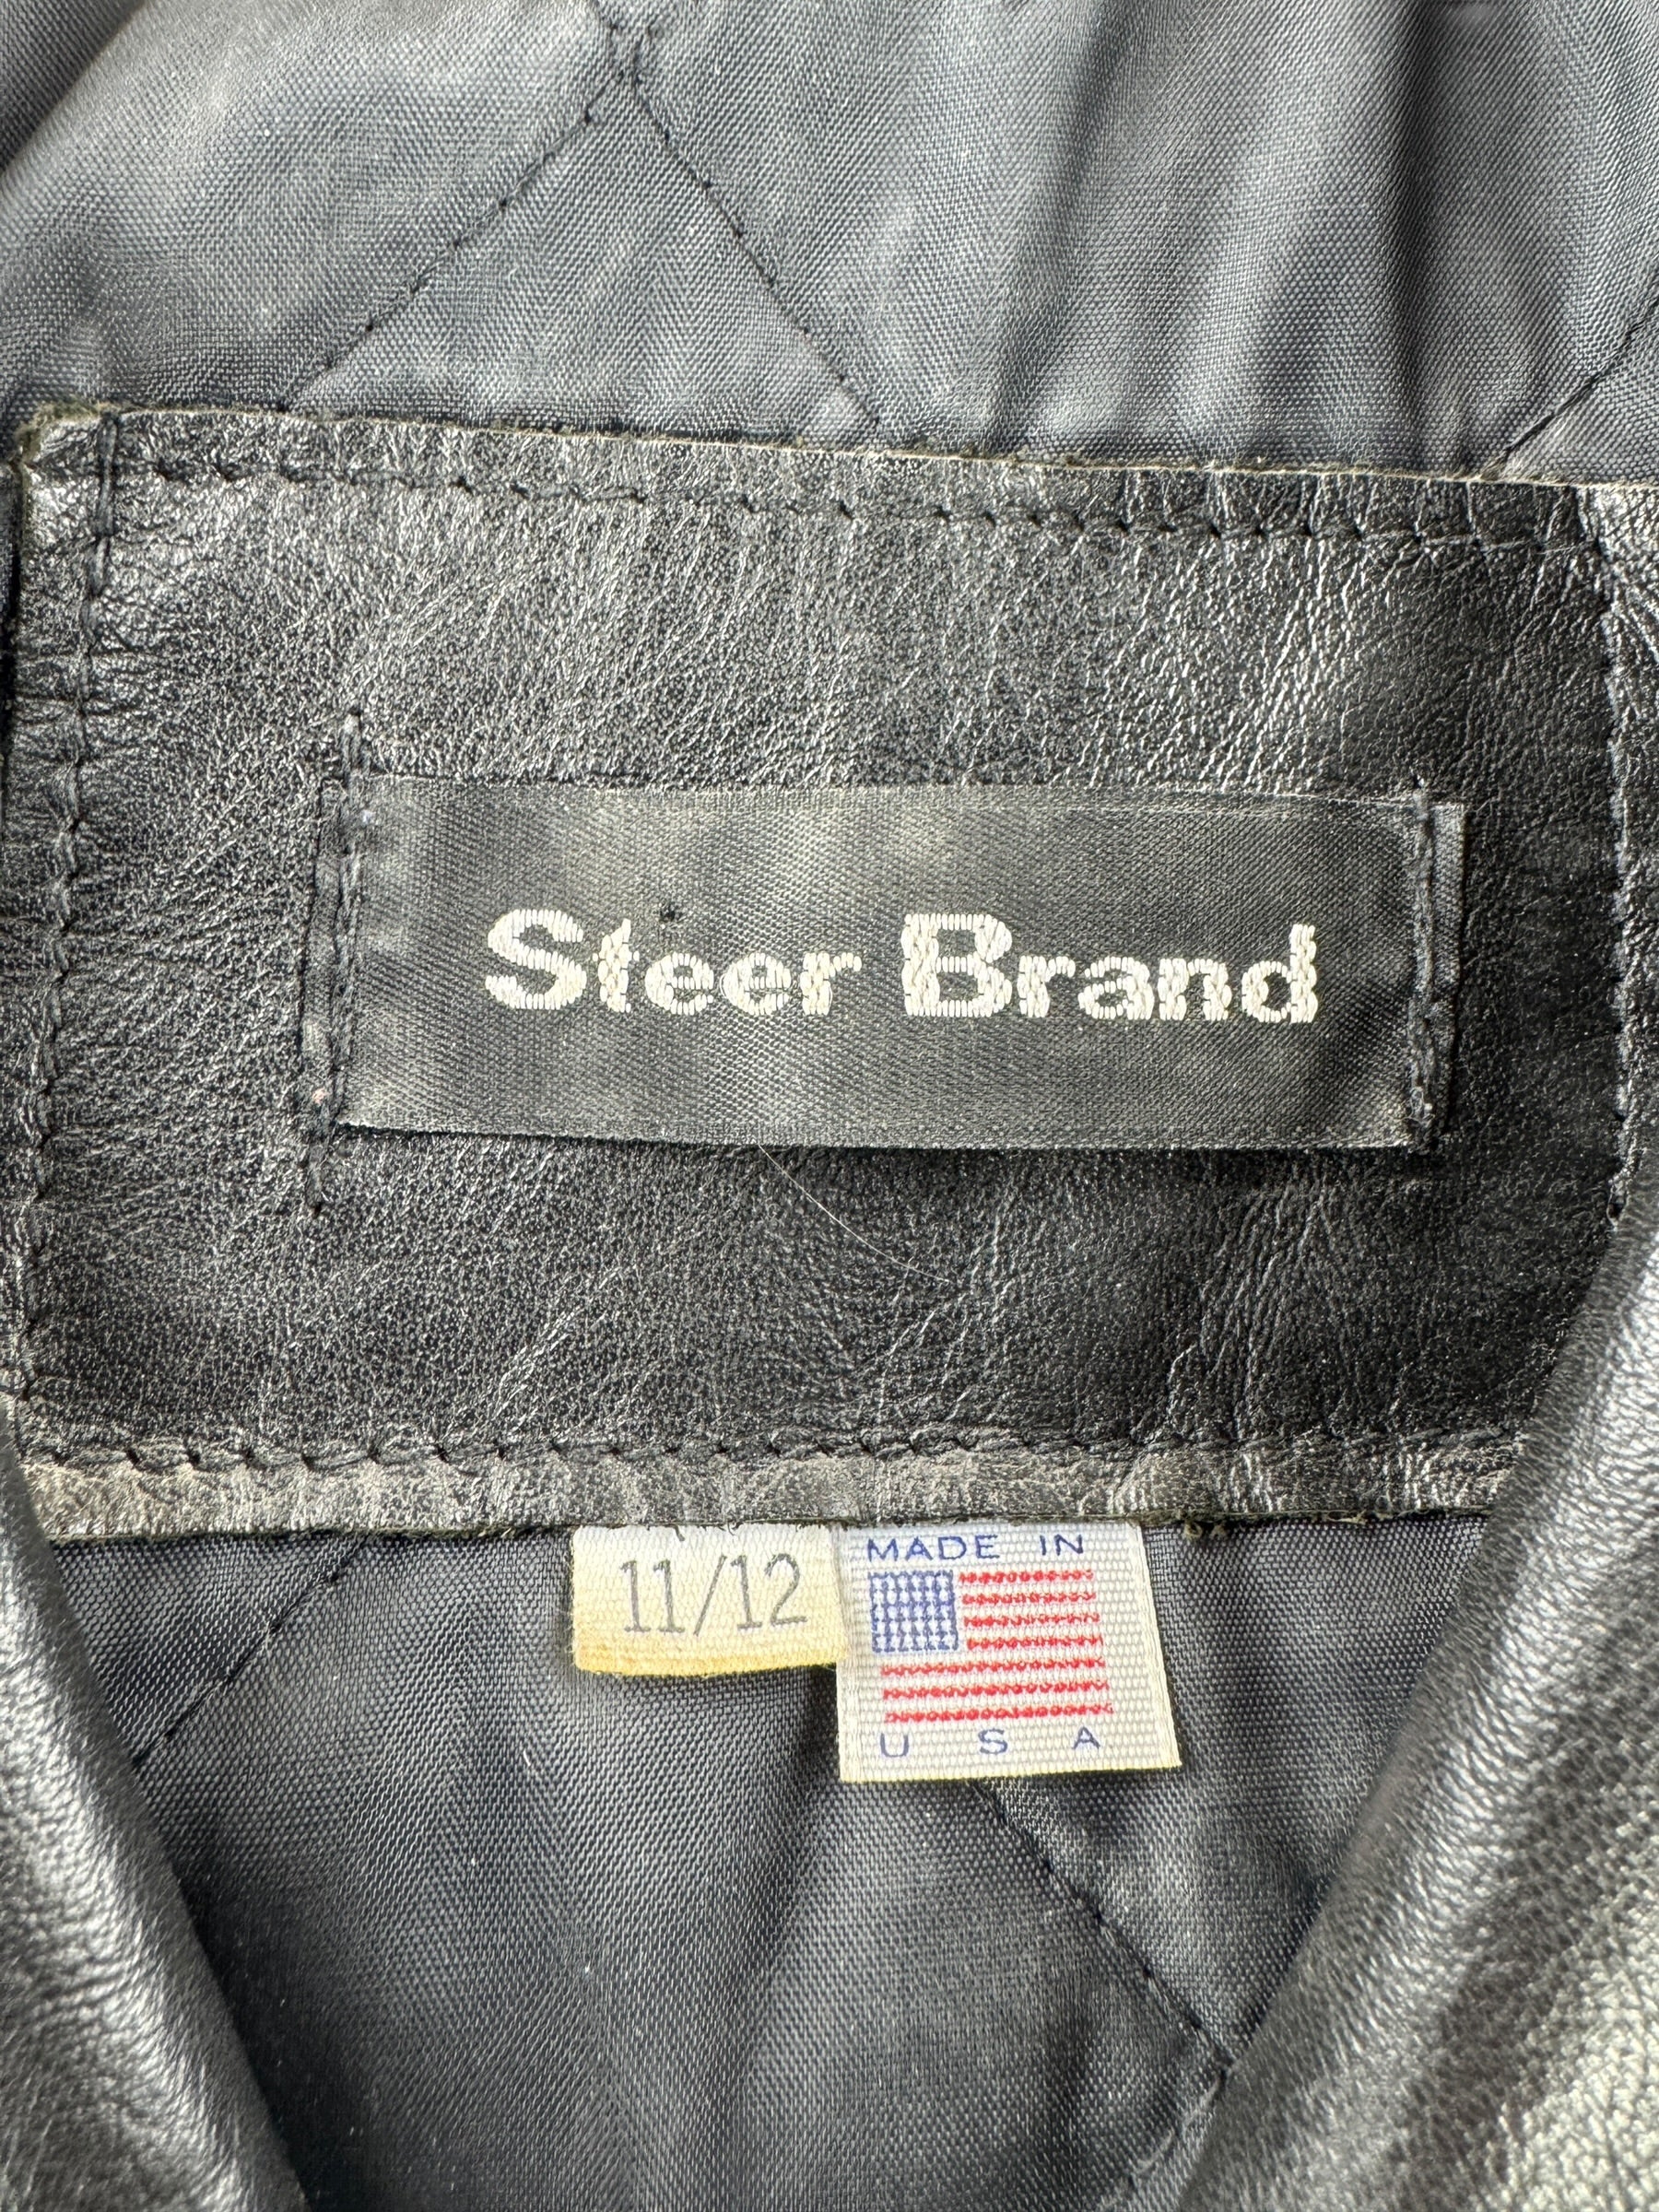 Steer Brand
11/12
MADE IN
U S A